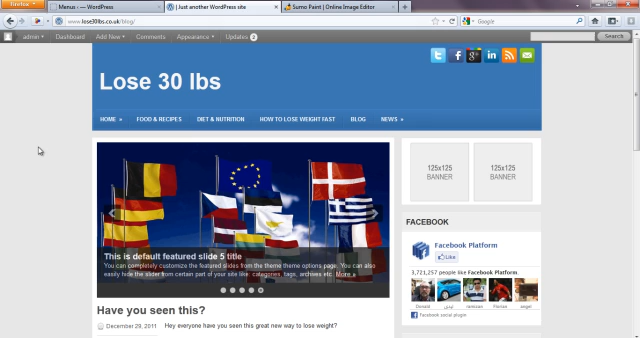 Firefox
Menus ‹ — WordPress
| Just another WordPress site
Sumo Paint | Online Image Editor
www.lose30lbs.co.uk/blog/
Google
admin
Dashboard
Add New
Comments
Appearance
Updates 2
Search
Lose 30 lbs
HOME »
FOOD & RECIPES
DIET & NUTRITION
HOW TO LOSE WEIGHT FAST
BLOG
NEWS »
125x125
BANNER
125x125
BANNER
This is default featured slide 5 title
You can completely customize the featured slides from the theme theme options page. You can also
easily hide the slider from certain part of your site like: categories, tags, archives etc. More »
FACEBOOK
Facebook Platform
Like
3,721,257 people like Facebook Platform.
Facebook social plugin
Have you seen this?
December 29, 2011
Hey everyone have you seen this great new way to lose weight?